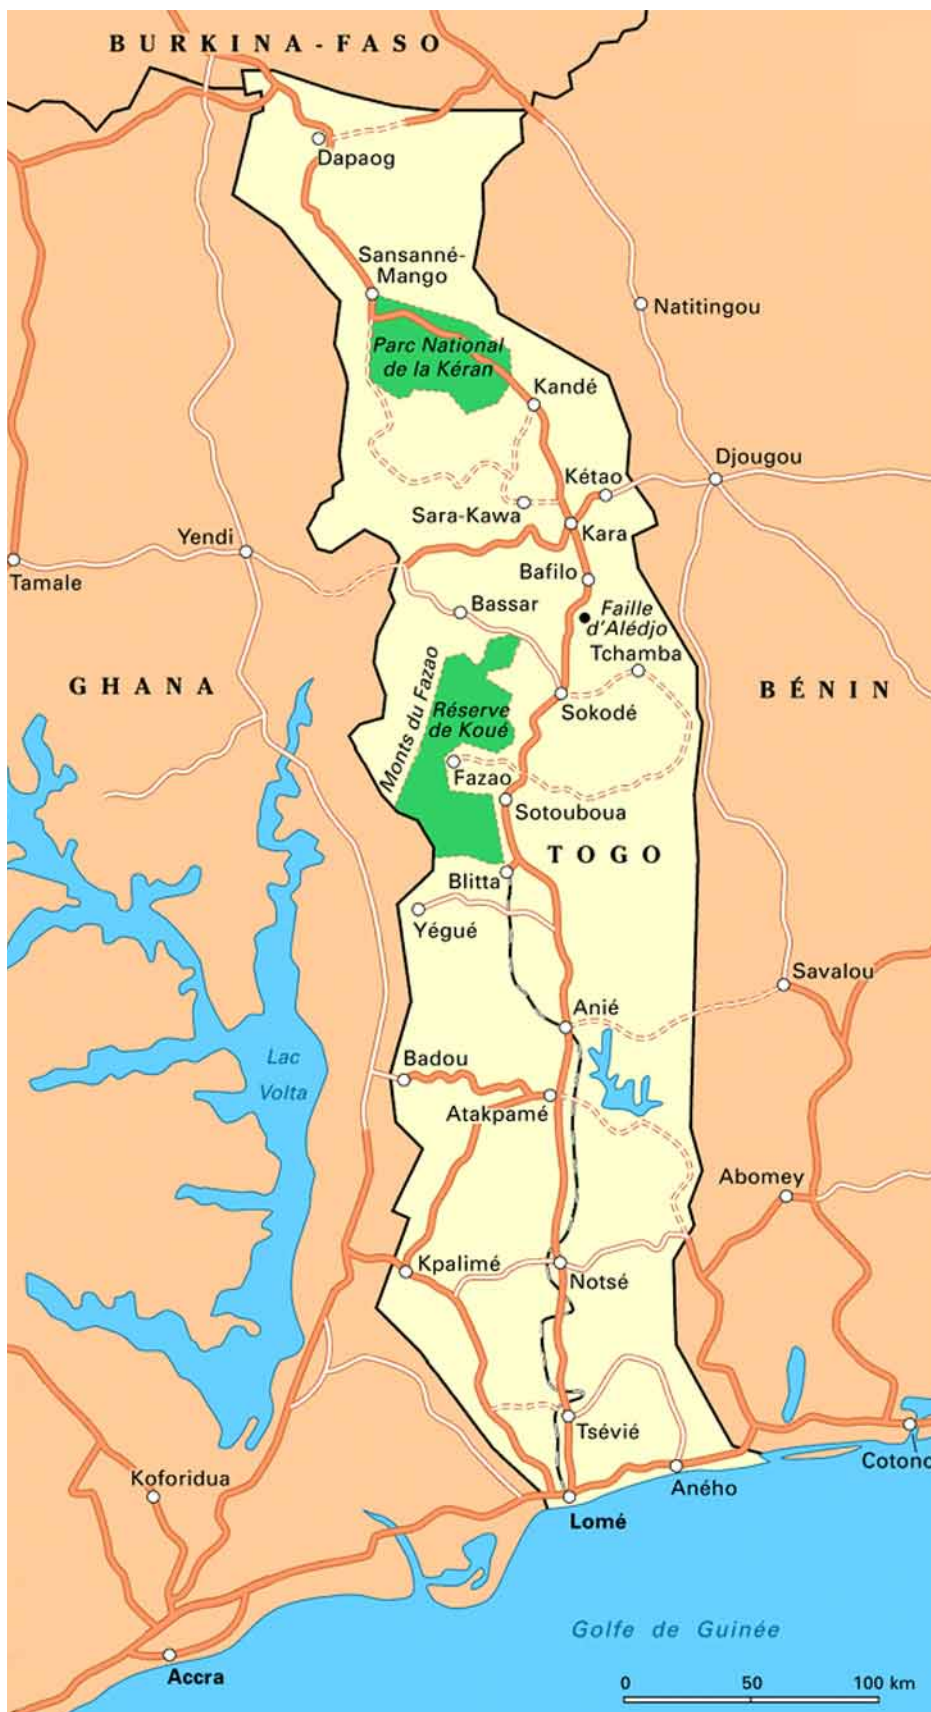 BURKINA-FASO
Dapaog
Sansanné-
Mango
Natitingou
Parc National
de la Kéran
Kandé
Djougou
Kétao
Sara-Kawa
Kara
Yendi
Tamale
Bafilo
Bassar
Faille
d'Alédjo
Tchamba
GHANA
Monts du Fazao
Réserve
de Koué
Sokodé
BÉNIN
Fazao
Sotouboua
TOGO
Blitta
Yégué
Savalou
Anié
Lac
Volta
Badou
Atakpamé
Abomey
Kpalimé
Notsé
Tsévié
Cotono
Koforidua
Aného
Lomé
Golfe de Guinée
Accra
0 50 100 km